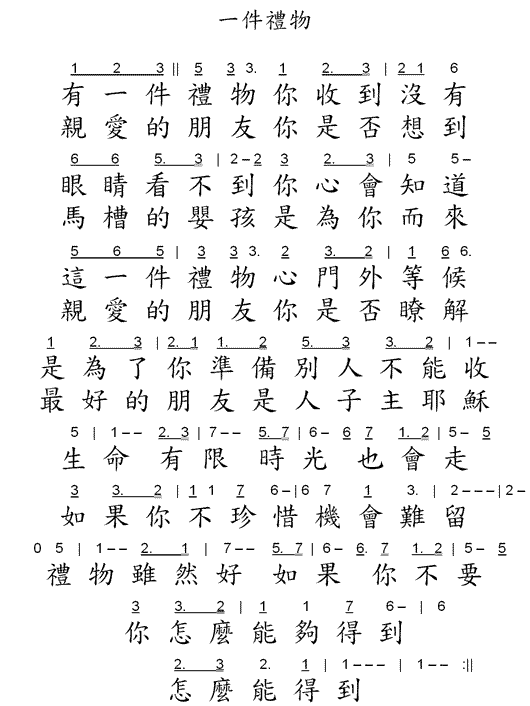 一件禮物
1 2 3 || 5 3 3. 1 2. 3 | 2 1 6
有一件禮物你收到沒有
親愛的朋友你是否想到
6 6 5. 3 | 2–2 3 2. 3 | 5 5–
眼睛看不到你心會知道
馬槽的嬰孩是為你而來
5 6 5 | 3 3 3. 2 3. 2 | 1 6 6.
這一件禮物心門外等候
親愛的朋友你是否瞭解
1 2. 3 | 2. 1 1. 2 5. 3 3. 2 | 1––
是為了你準備別人不能收
最好的朋友是人子主耶穌
5 | 1–– 2. 3 | 7–– 5. 7 | 6– 6 7 1. 2 | 5– 5
生命有限時光也會走
3 3. 2 | 1 1 7 6– | 6 7 1 3. | 2––– | 2–
如果你不珍惜機會難留
0 5 | 1–– 2. 1 | 7–– 5. 7 | 6– 6. 7 1. 2 | 5– 5
禮物雖然好如果你不要
3 3. 2 | 1 1 7 6– | 6
你怎麼能夠得到
2. 3 2. 1 | 1––– | 1–– :||
怎麼能得到